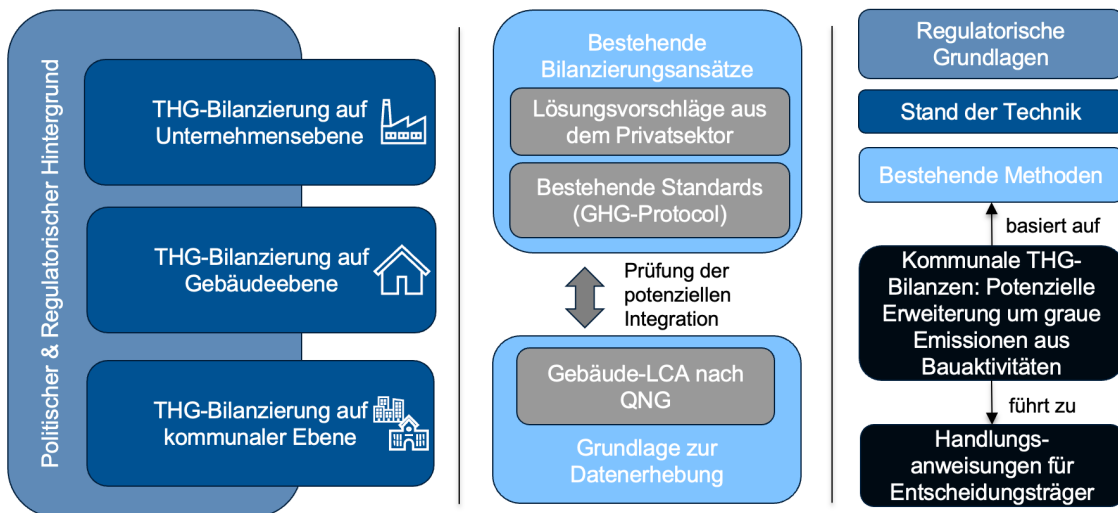 Politischer & Regulatorischer Hintergrund
THG-Bilanzierung auf
Unternehmensebene
THG-Bilanzierung auf
Gebäudeebene
THG-Bilanzierung auf
kommunaler Ebene
Bestehende
Bilanzierungsansätze
Lösungsvorschläge aus
dem Privatsektor
Bestehende Standards
(GHG-Protocol)
Prüfung der
potenziellen
Integration
Gebäude-LCA nach
QNG
Grundlage zur
Datenerhebung
Regulatorische
Grundlagen
Stand der Technik
Bestehende Methoden
basiert auf
Kommunale THG-
Bilanzen: Potenzielle
Erweiterung um graue
Emissionen aus
Bauaktivitäten
führt zu
Handlungs-
anweisungen für
Entscheidungsträger